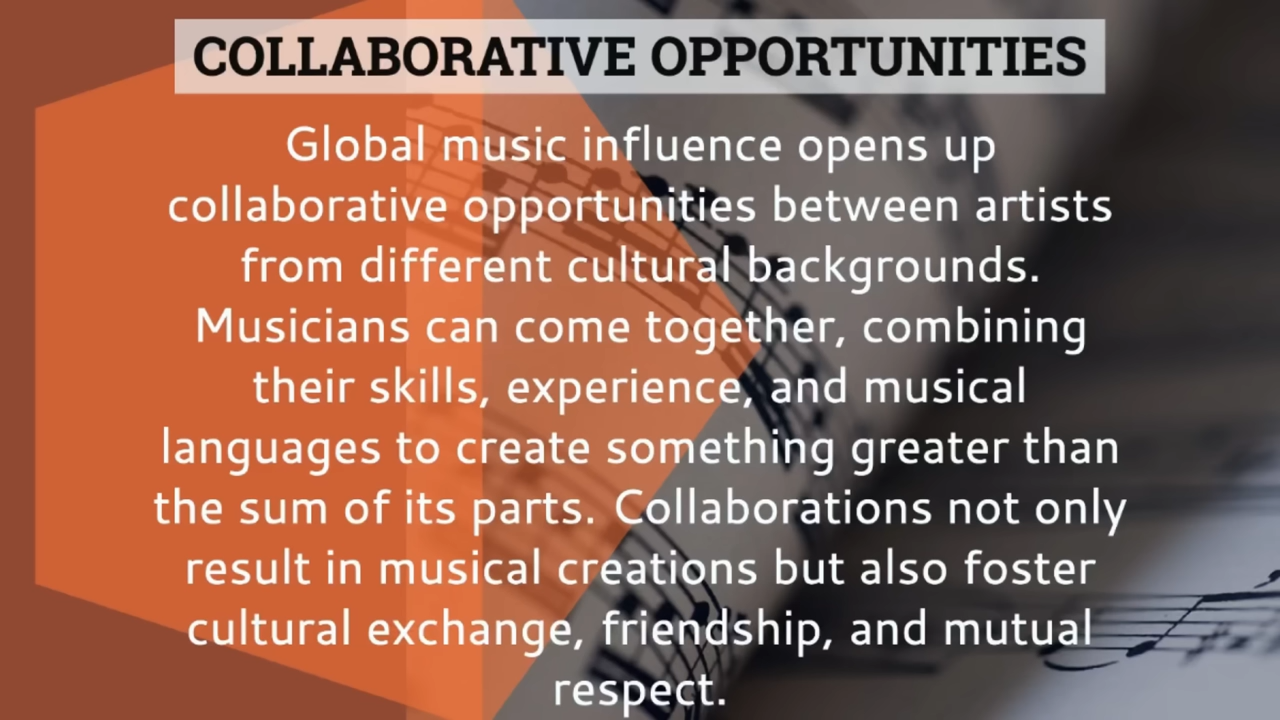 COLLABORATIVE OPPORTUNITIES
Global music influence opens up
collaborative opportunities between artists
from different cultural backgrounds.
Musicians can come together, combining
their skills, experience, and musical
languages to create something greater than
the sum of its parts. Collaborations not only
result in musical creations but also foster
cultural exchange, friendship, and mutual
respect.